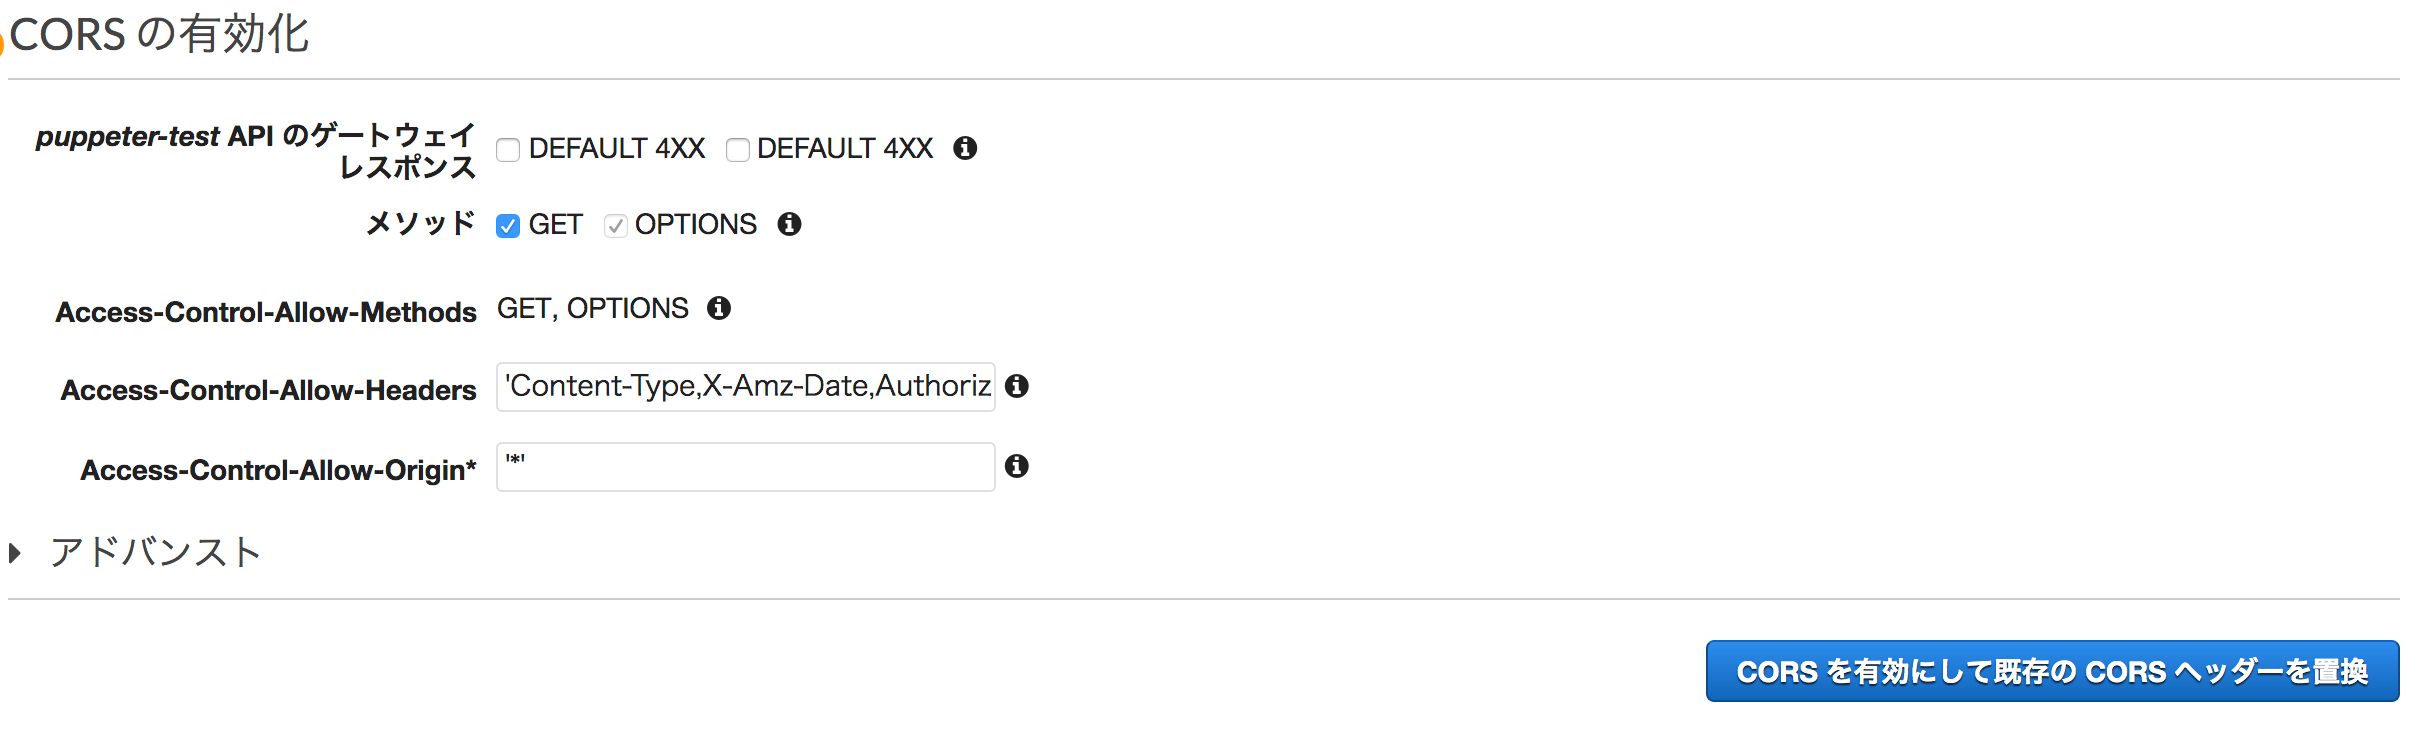 CORS の有効化
puppeter-test API のゲートウェイ
レスポンス
DEFAULT 4XX DEFAULT 4XX
メソッド GET OPTIONS
Access-Control-Allow-Methods GET, OPTIONS
Access-Control-Allow-Headers 'Content-Type,X-Amz-Date,Authoriz
Access-Control-Allow-Origin* '*'
アドバンスト
CORS を有効にして既存の CORS ヘッダーを置換